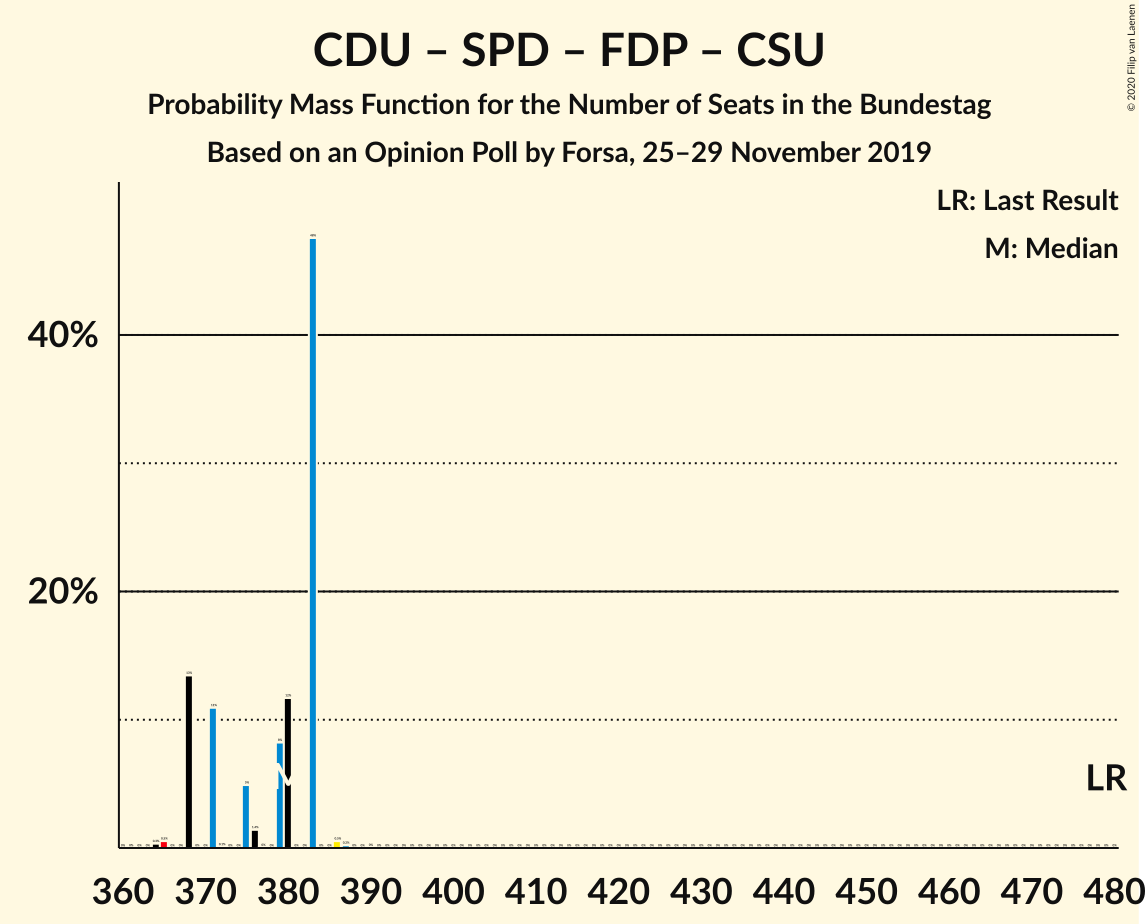 CDU – SPD – FDP – CSU
Probability Mass Function for the Number of Seats in the Bundestag
Based on an Opinion Poll by Forsa, 25–29 November 2019
© 2020 Filip van Laenen
LR: Last Result
M: Median
40%
20%
M
LR
360 370 380 390 400 410 420 430 440 450 460 470 480